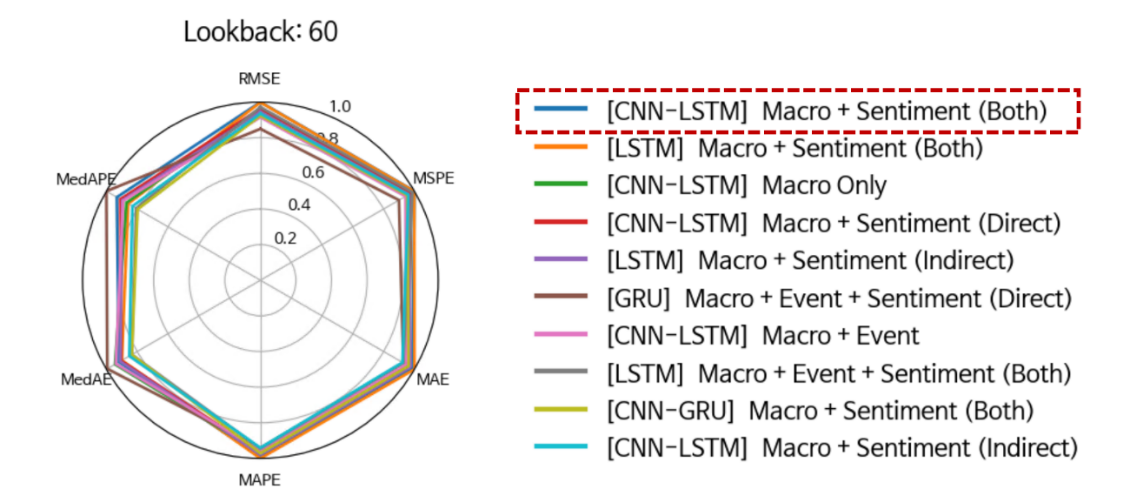 Lookback: 60
RMSE
1.0
0.8
MSPE
MedAPE
0.6
0.4
0.2
MedAE
MAE
MAPE
[CNN-LSTM] Macro + Sentiment (Both)
[LSTM] Macro + Sentiment (Both)
[CNN-LSTM] Macro Only
[CNN-LSTM] Macro + Sentiment (Direct)
[LSTM] Macro + Sentiment (Indirect)
[GRU] Macro + Event + Sentiment (Direct)
[CNN-LSTM] Macro + Event
[LSTM] Macro + Event + Sentiment (Both)
[CNN-GRU] Macro + Sentiment (Both)
[CNN-LSTM] Macro + Sentiment (Indirect)